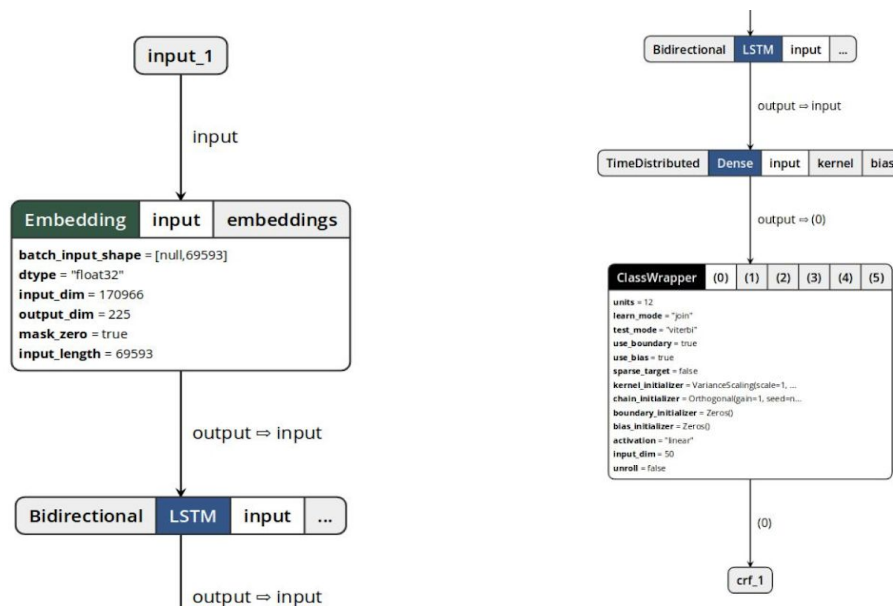 input_1
input
Embedding input embeddings
batch_input_shape = [null,69593]
dtype = "float32"
input_dim = 170966
output_dim = 225
mask_zero = true
input_length = 69593
output ⇨ input
Bidirectional LSTM input ...
output ⇨ input
Bidirectional LSTM input ...
output ⇨ input
TimeDistributed Dense input kernel bias
output ⇨ (0)
ClassWrapper (0) (1) (2) (3) (4) (5)
units = 12
learn_mode = "join"
test_mode = "viterbi"
use_boundary = true
use_bias = true
sparse_target = false
kernel_initializer = VarianceScaling(scale=1, ...
chain_initializer = Orthogonal(gain=1, seed=n...
boundary_initializer = Zeros()
bias_initializer = Zeros()
activation = "linear"
input_dim = 50
unroll = false
(0)
crf_1